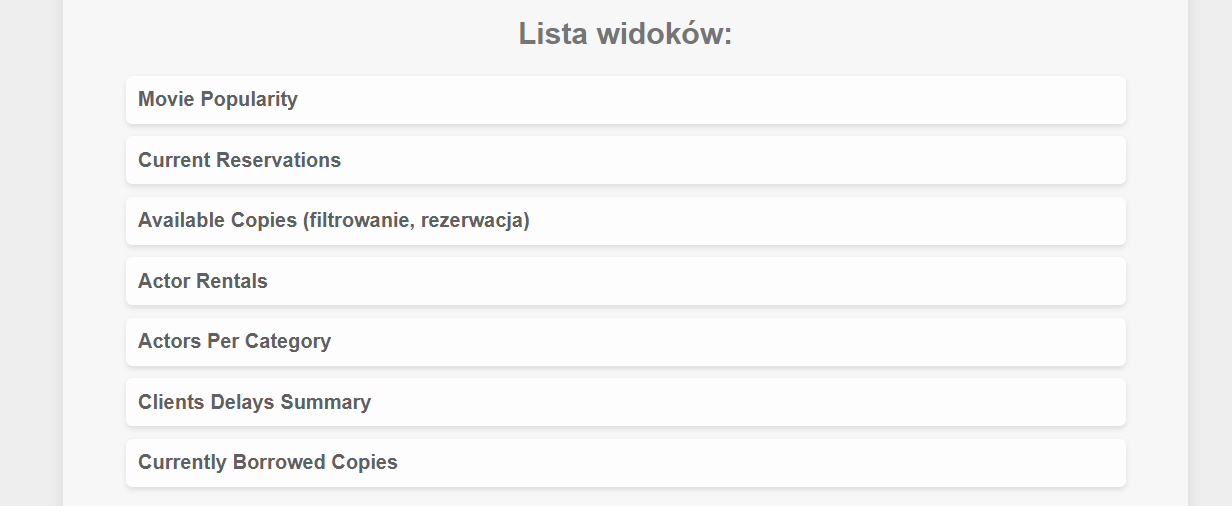 Lista widoków:
Movie Popularity
Current Reservations
Available Copies (filtrowanie, rezerwacja)
Actor Rentals
Actors Per Category
Clients Delays Summary
Currently Borrowed Copies